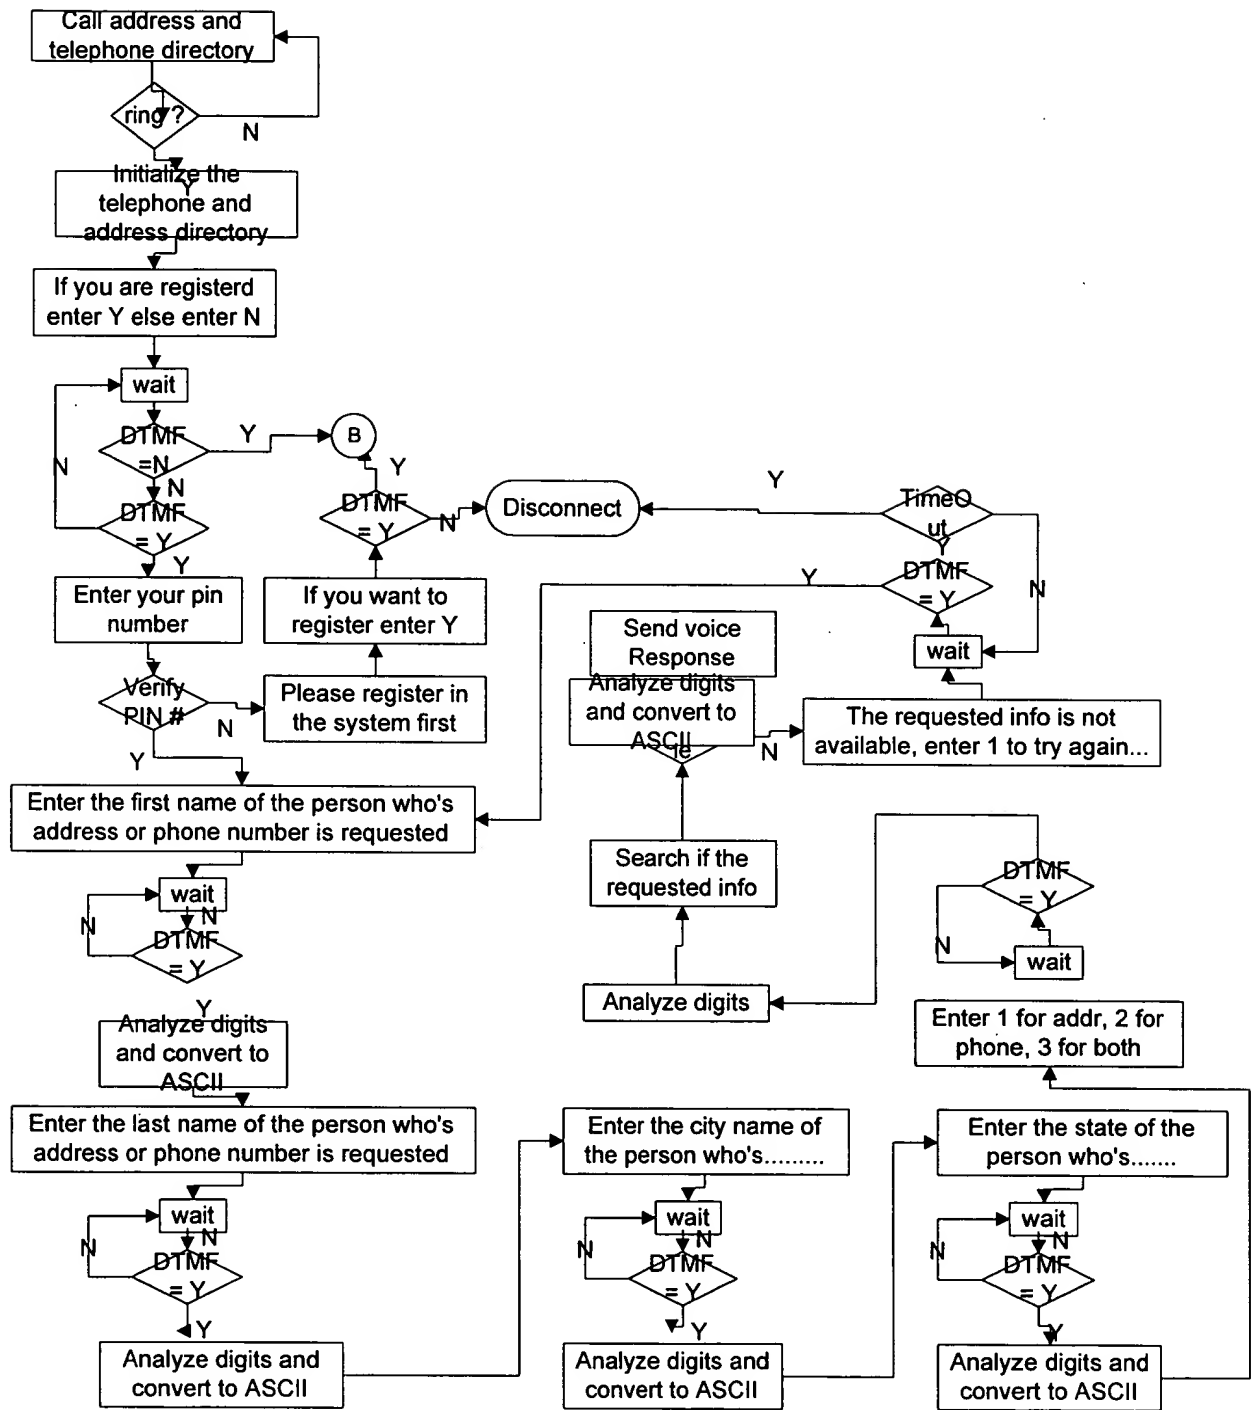 Call address and
telephone directory
ring ?
N
Y
Initialize the
telephone and
address directory
If you are registerd
enter Y else enter N
wait
DTMF
=N
Y
B
N
N
DTMF
= Y
Y
Enter your pin
number
Verify
PIN #
N
Y
Please register in
the system first
If you want to
register enter Y
DTMF
= Y
Y
N
Disconnect
Y
TimeO
ut
Y
N
DTMF
= Y
Y
wait
Send voice
Response
Analyze digits
and convert to
ASCII
le
N
The requested info is not
available, enter 1 to try again...
Enter the first name of the person who's
address or phone number is requested
wait
N
N
DTMF
= Y
Y
Analyze digits
and convert to
ASCII
Search if the
requested info
Analyze digits
DTMF
= Y
N
wait
Enter 1 for addr, 2 for
phone, 3 for both
Enter the last name of the person who's
address or phone number is requested
wait
N
N
DTMF
= Y
Y
Analyze digits and
convert to ASCII
Enter the city name of
the person who's.........
wait
N
N
DTMF
= Y
Y
Analyze digits and
convert to ASCII
Enter the state of the
person who's.......
wait
N
N
DTMF
= Y
Y
Analyze digits and
convert to ASCII